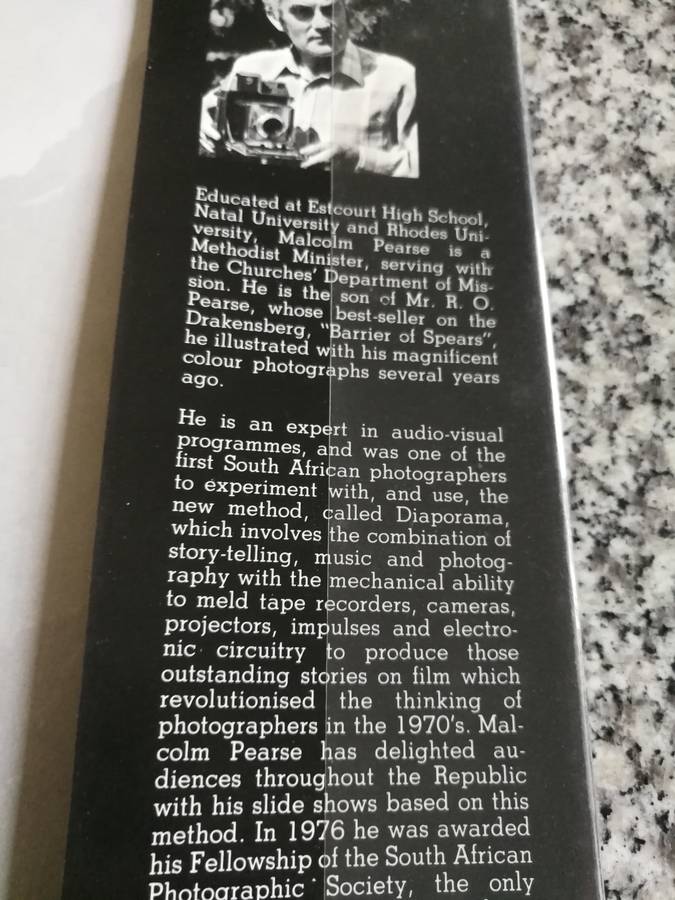 Educated at Estcourt High School,
Natal University and Rhodes Uni-
versity, Malcolm Pearse is a
Methodist Minister, serving with
the Churches' Department of Mis-
sion. He is the son of Mr. R. O.
Pearse, whose best-seller on the
Drakensberg, "Barrier of Spears",
he illustrated with his magnificent
colour photographs several years
ago.
He is an expert in audio-visual
programmes, and was one of the
first South African photographers
to experiment with, and use, the
new method, called Diaporama,
which involves the combination of
story-telling, music and photog-
raphy with the mechanical ability
to meld tape recorders, cameras,
projectors, impulses and electro-
nic circuitry to produce those
outstanding stories on film which
revolutionised the thinking of
photographers in the 1970's. Mal-
colm Pearse has delighted au-
diences throughout the Republic
with his slide shows based on this
method. In 1976 he was awarded
his Fellowship of the South African
Photographic Society, the only